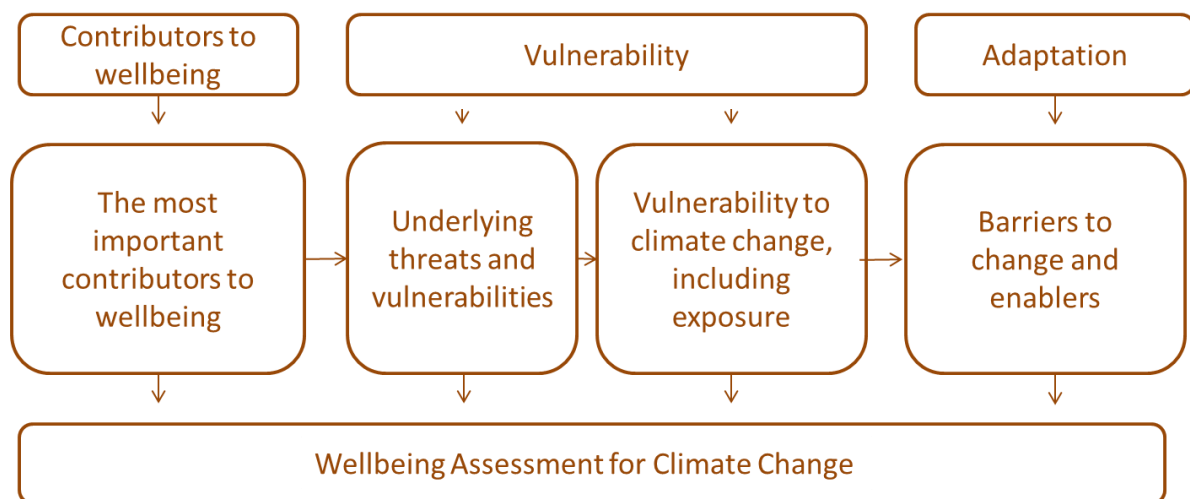 Contributors to
wellbeing
Vulnerability
Adaptation
The most
important
contributors to
wellbeing
Underlying
threats and
vulnerabilities
Vulnerability to
climate change,
including
exposure
Barriers to
change and
enablers
Wellbeing Assessment for Climate Change